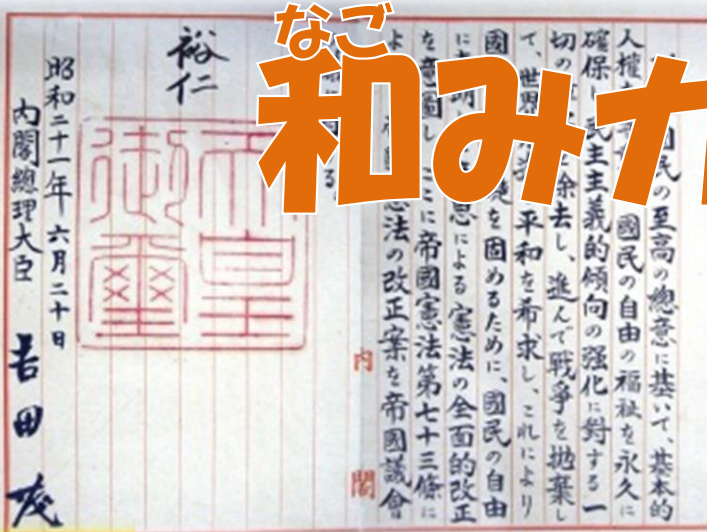 なご
和み
國民の至高の總意に基いて、基本的
人權 國民の自由の福祉を永久に
確保し 民主主義的傾向の强化に對する一
切の 除去し、進んで戰爭を抛棄し
て、世界 平和を希求し、これにより
國 礎を固めるために、國民の自由
に 明 意思による憲法の全面的改正
を意圖し ここに帝國憲法第七十三條に
よ 憲法の改正案を帝國議會
る。
裕仁
天皇
御璽
昭和二十一年六月二十日
内閣總理大臣 吉田茂
内閣